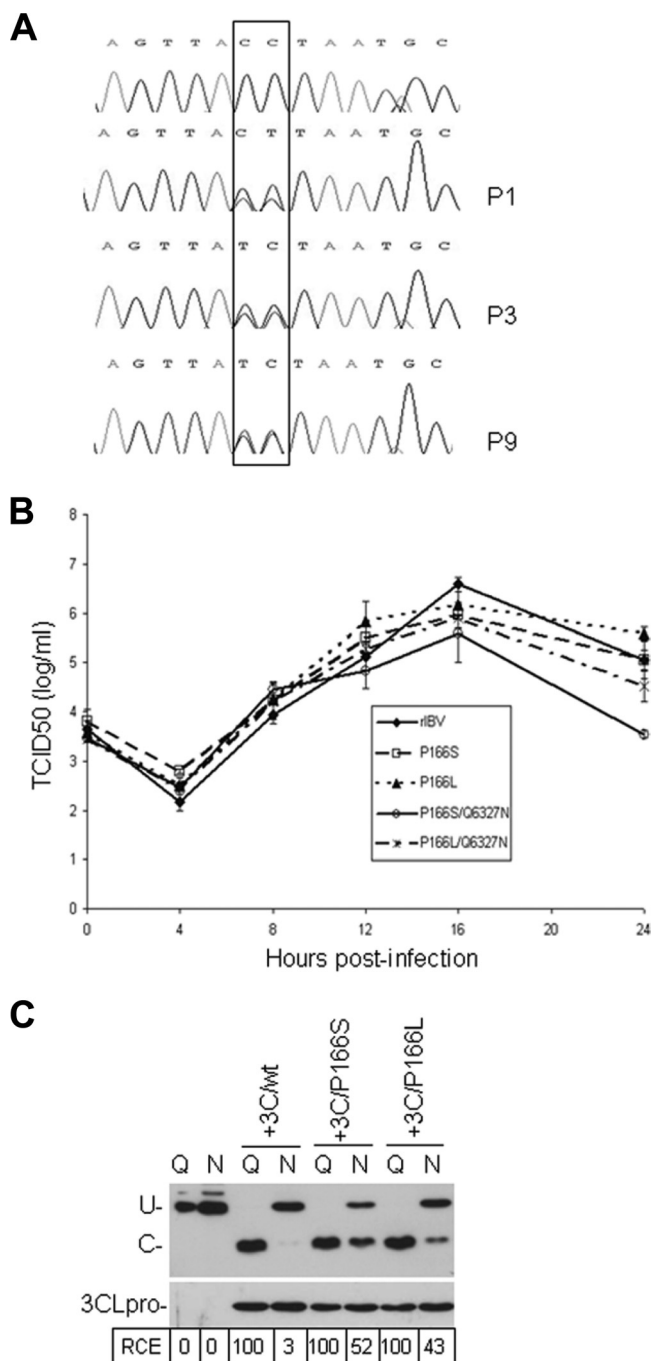 A
A G T T A C C T A A T G C
A G T T A C T T A A T G C
P1
A G T T A T C T A A T G C
P3
A G T T A T C T A A T G C
P9
B
TCID50 (log/ml)
8
7
6
5
4
3
2
1
0
rIBV
P166S
P166L
P166S/Q6327N
P166L/Q6327N
0 4 8 12 16 20 24
Hours post-infection
C
+3C/wt
+3C/P166S
+3C/P166L
Q N Q N Q N Q N
U-
C-
3CLpro-
RCE 0 0 100 3 100 52 100 43